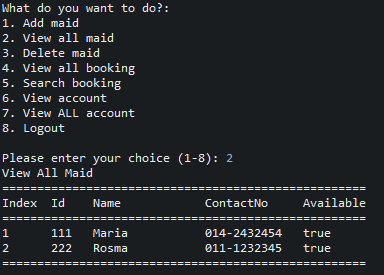 What do you want to do?:
1. Add maid
2. View all maid
3. Delete maid
4. View all booking
5. Search booking
6. View account
7. View ALL account
8. Logout
Please enter your choice (1-8): 2
View All Maid
====================================================
Index  Id   Name            ContactNo     Available
====================================================
1      111  Maria           014-2432454   true
2      222  Rosma           011-1232345   true
====================================================